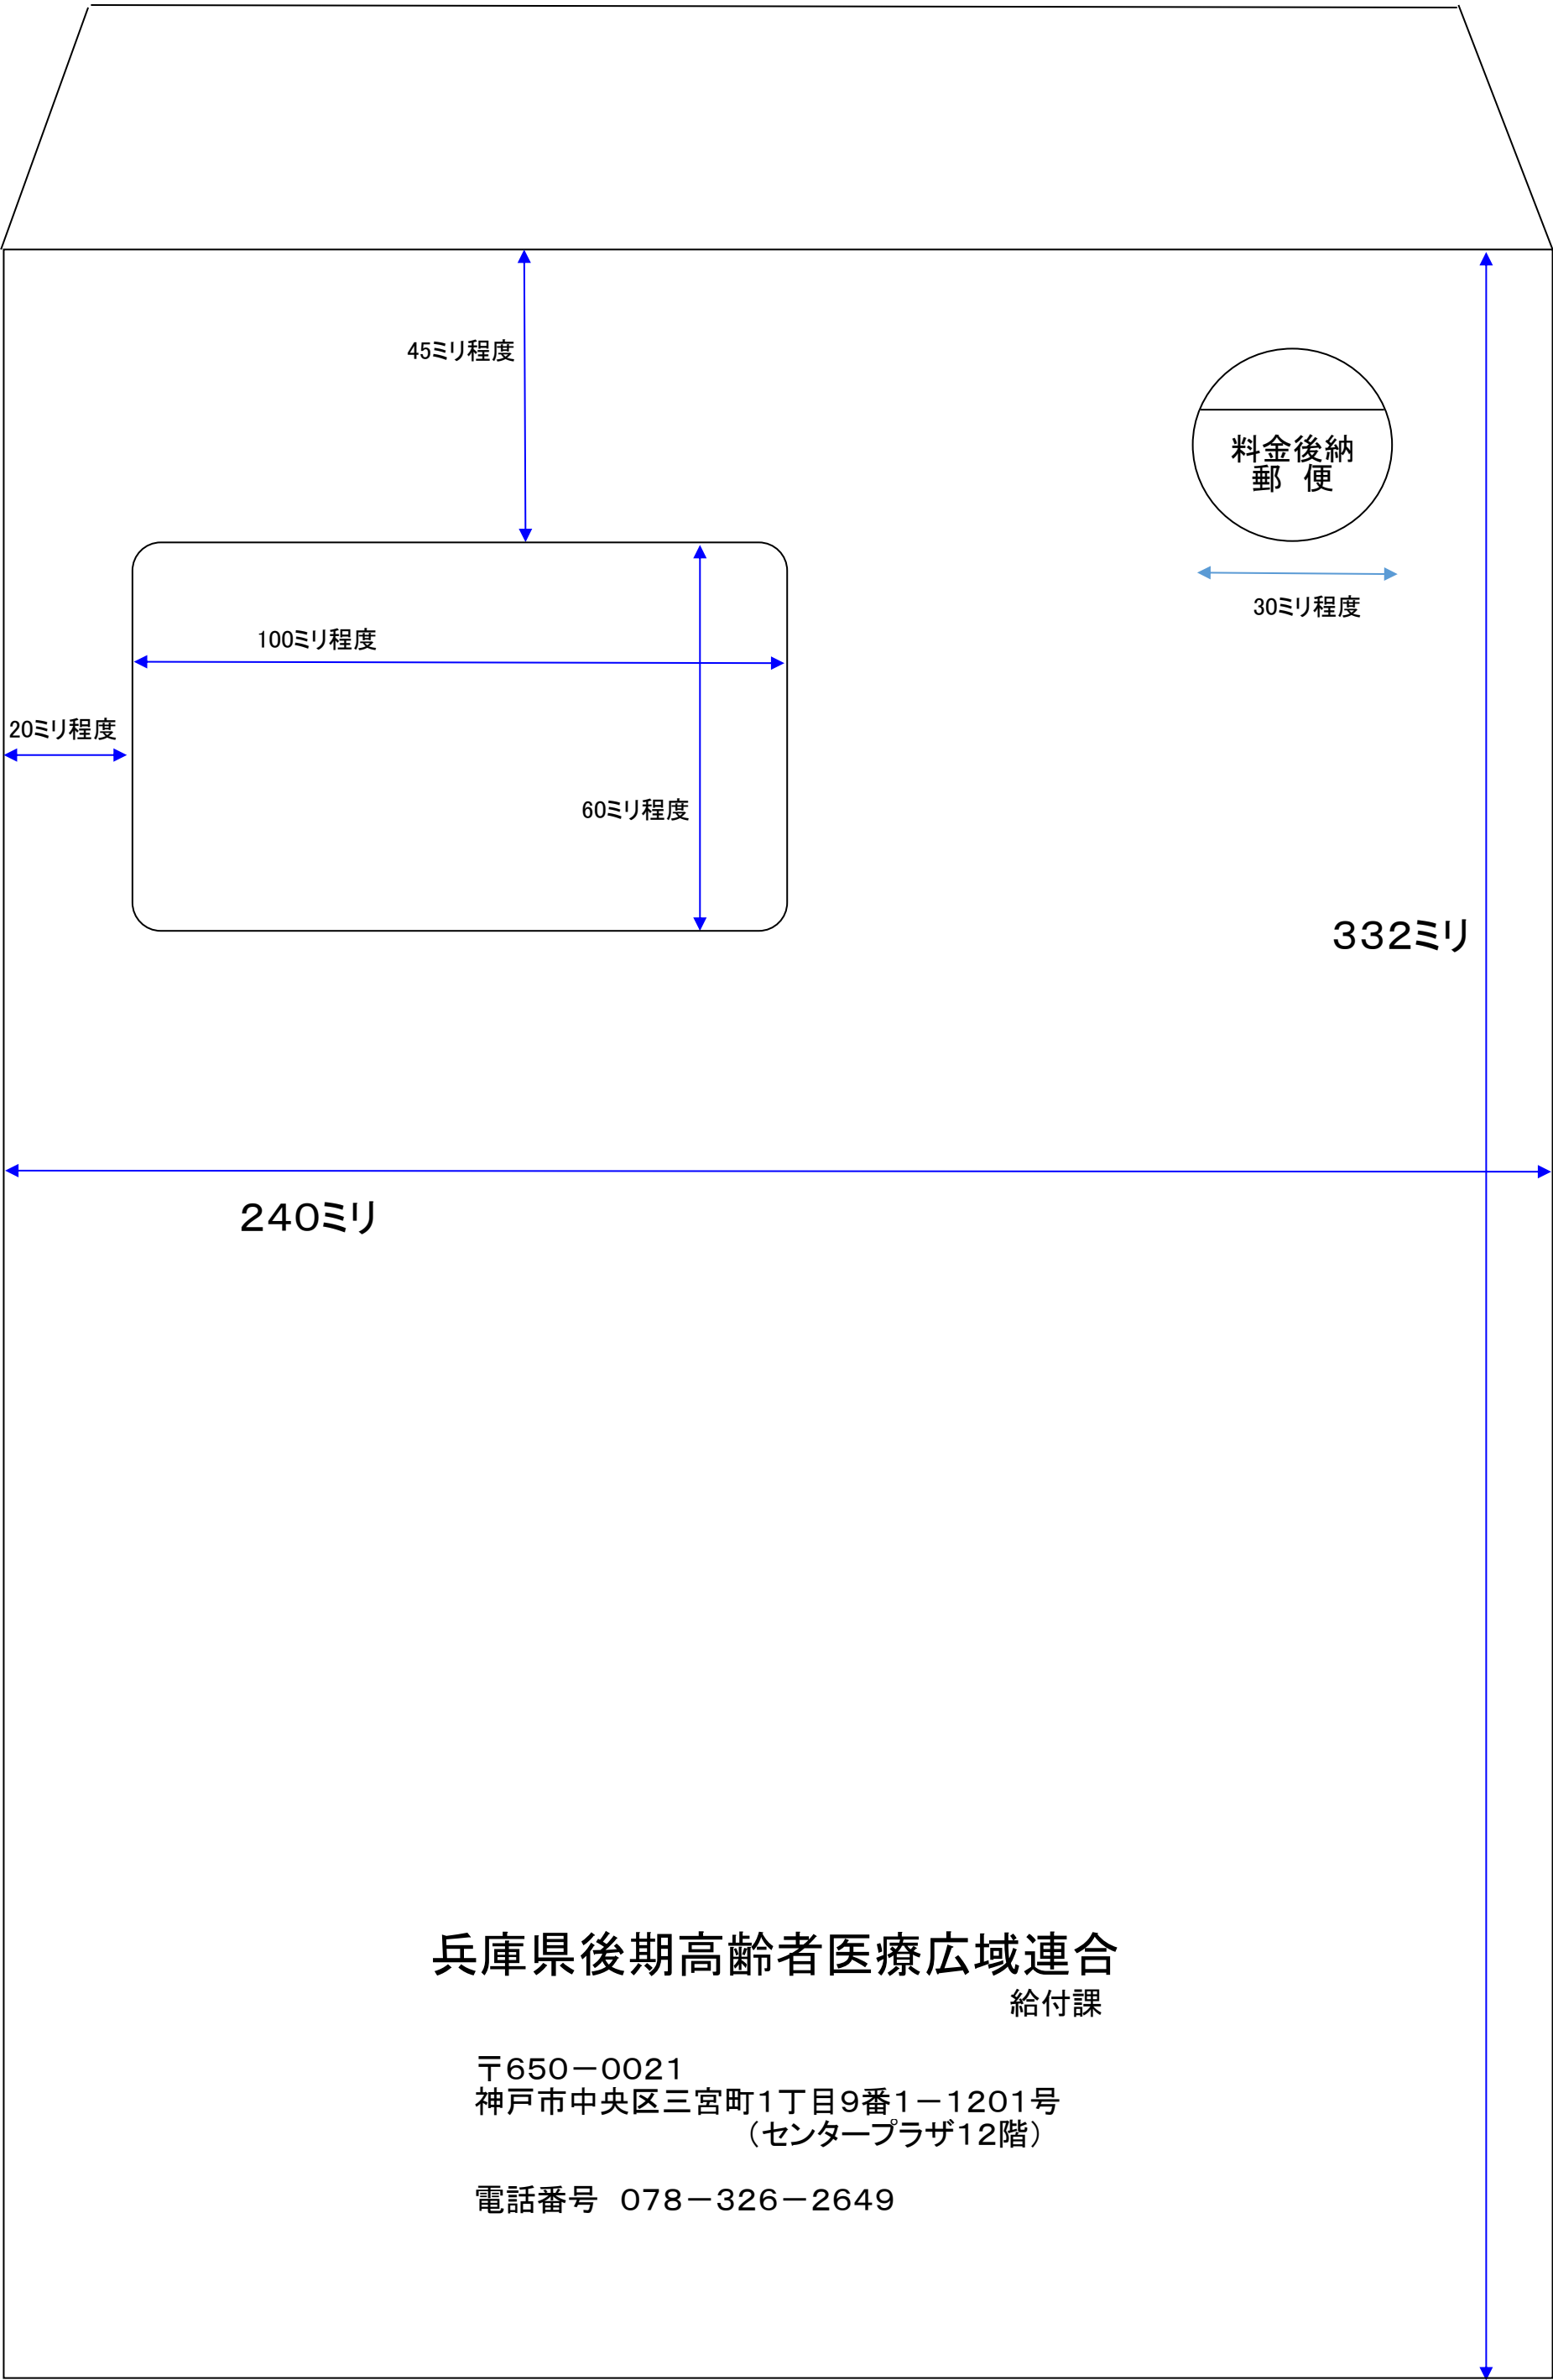 45ミリ程度
料金後納
郵　便
30ミリ程度
100ミリ程度
20ミリ程度
60ミリ程度
332ミリ
240ミリ
兵庫県後期高齢者医療広域連合
給付課
〒650－0021
神戸市中央区三宮町1丁目9番1－1201号
（センタープラザ12階）
電話番号　078－326－2649